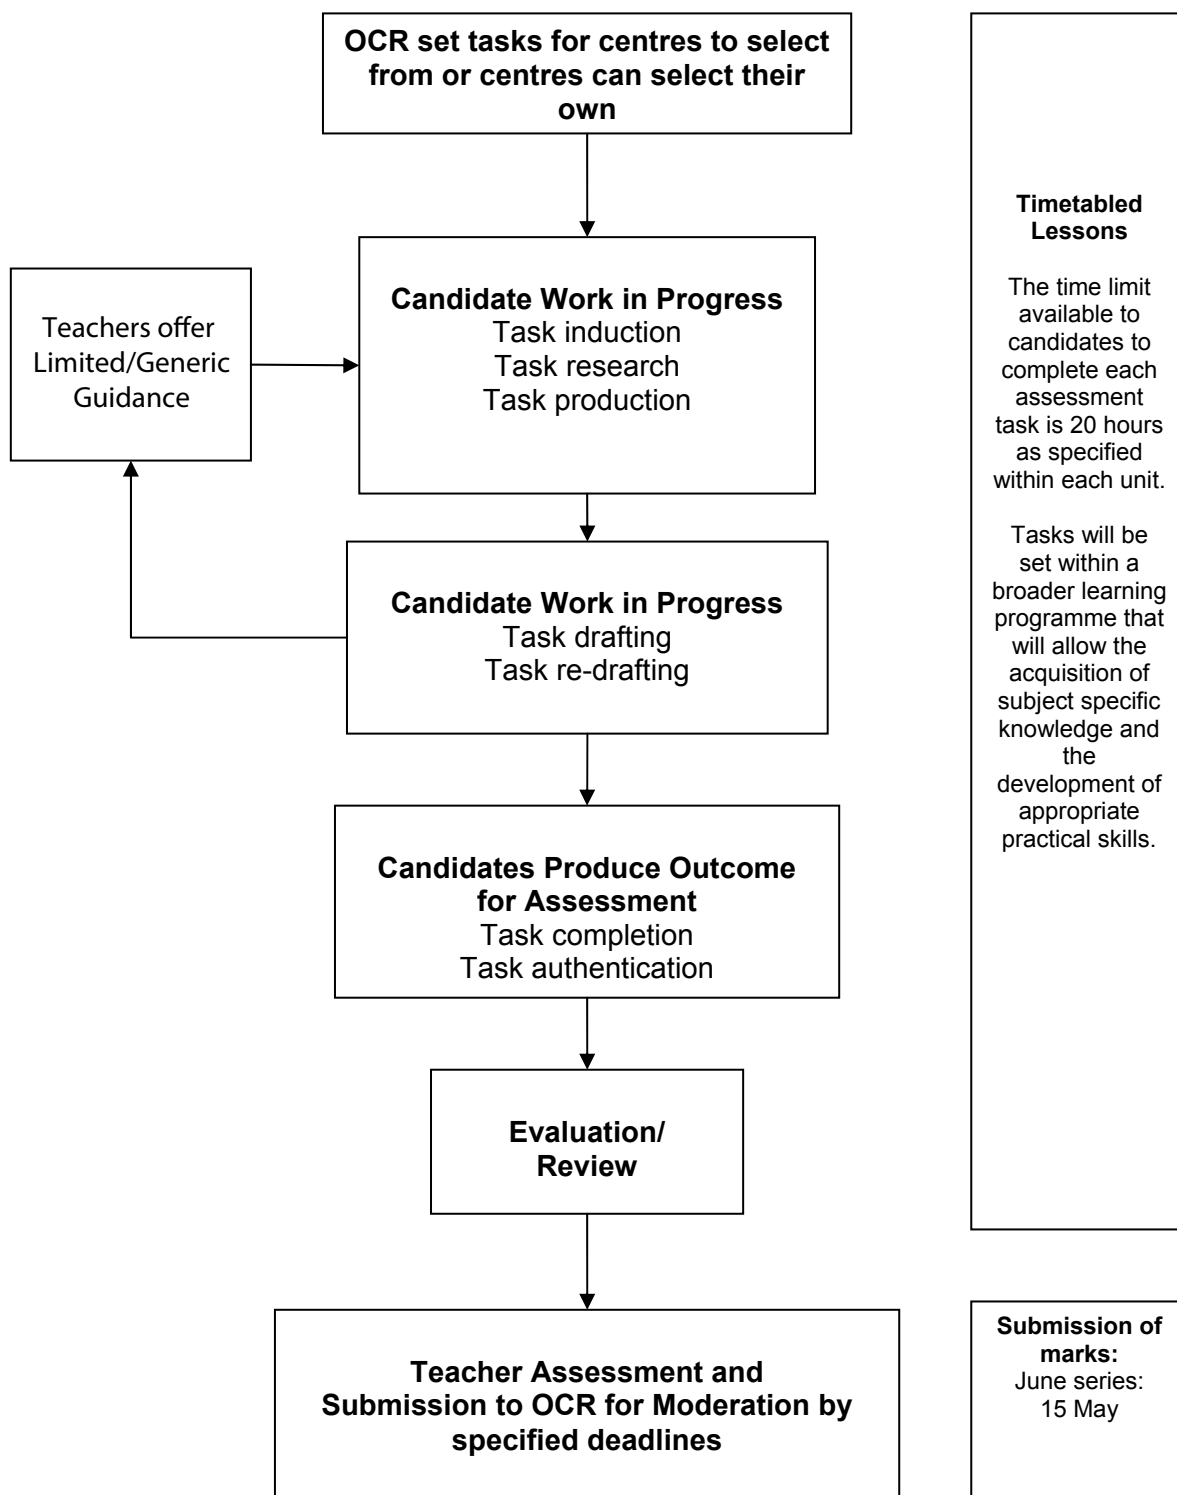 OCR set tasks for centres to select
from or centres can select their
own
Candidate Work in Progress
Task induction
Task research
Task production
Teachers offer
Limited/Generic
Guidance
Candidate Work in Progress
Task drafting
Task re-drafting
Candidates Produce Outcome
for Assessment
Task completion
Task authentication
Evaluation/
Review
Teacher Assessment and
Submission to OCR for Moderation by
specified deadlines
Timetabled
Lessons
The time limit
available to
candidates to
complete each
assessment
task is 20 hours
as specified
within each unit.
Tasks will be
set within a
broader learning
programme that
will allow the
acquisition of
subject specific
knowledge and
the
development of
appropriate
practical skills.
Submission of
marks:
June series:
15 May